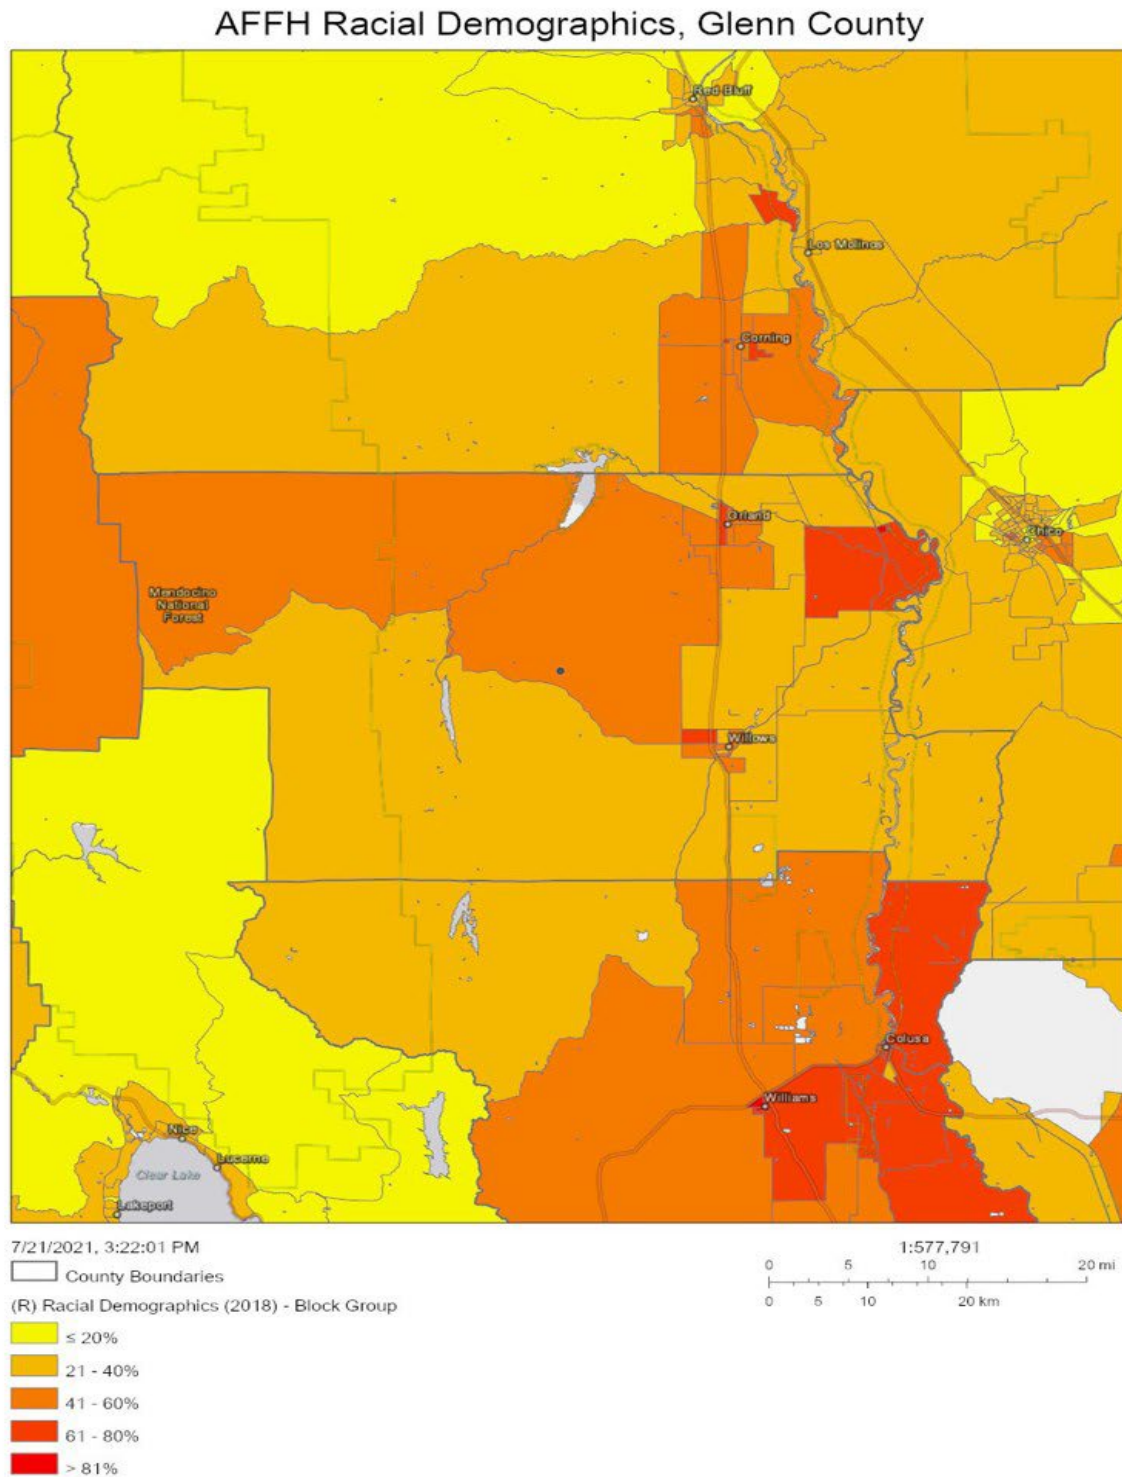 AFFH Racial Demographics, Glenn County
Red Bluff
Los Molinos
Corning
Orland
Chico
Mendocino
National
Forest
Willows
Colusa
Williams
Nice
Lucerne
Clear Lake
Lakeport
7/21/2021, 3:22:01 PM
County Boundaries
(R) Racial Demographics (2018) - Block Group
≤ 20%
21 - 40%
41 - 60%
61 - 80%
> 81%
1:577,791
0 5 10 20 mi
0 5 10 20 km